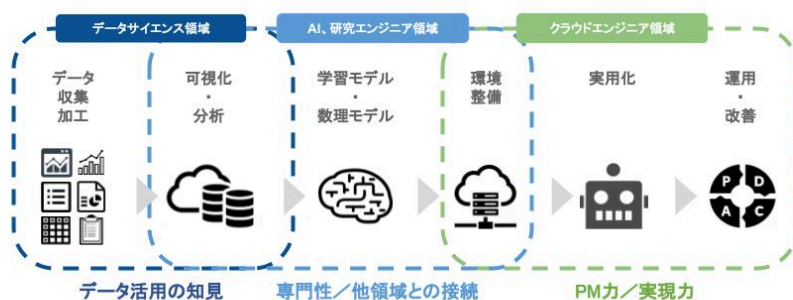 データサイエンス領域
AI、研究エンジニア領域
クラウドエンジニア領域
データ
収集
加工
可視化
・
分析
学習モデル
・
数理モデル
環境
整備
実用化
運用
・
改善
P D
A C
データ活用の知見
専門性／他領域との接続
PM力／実現力